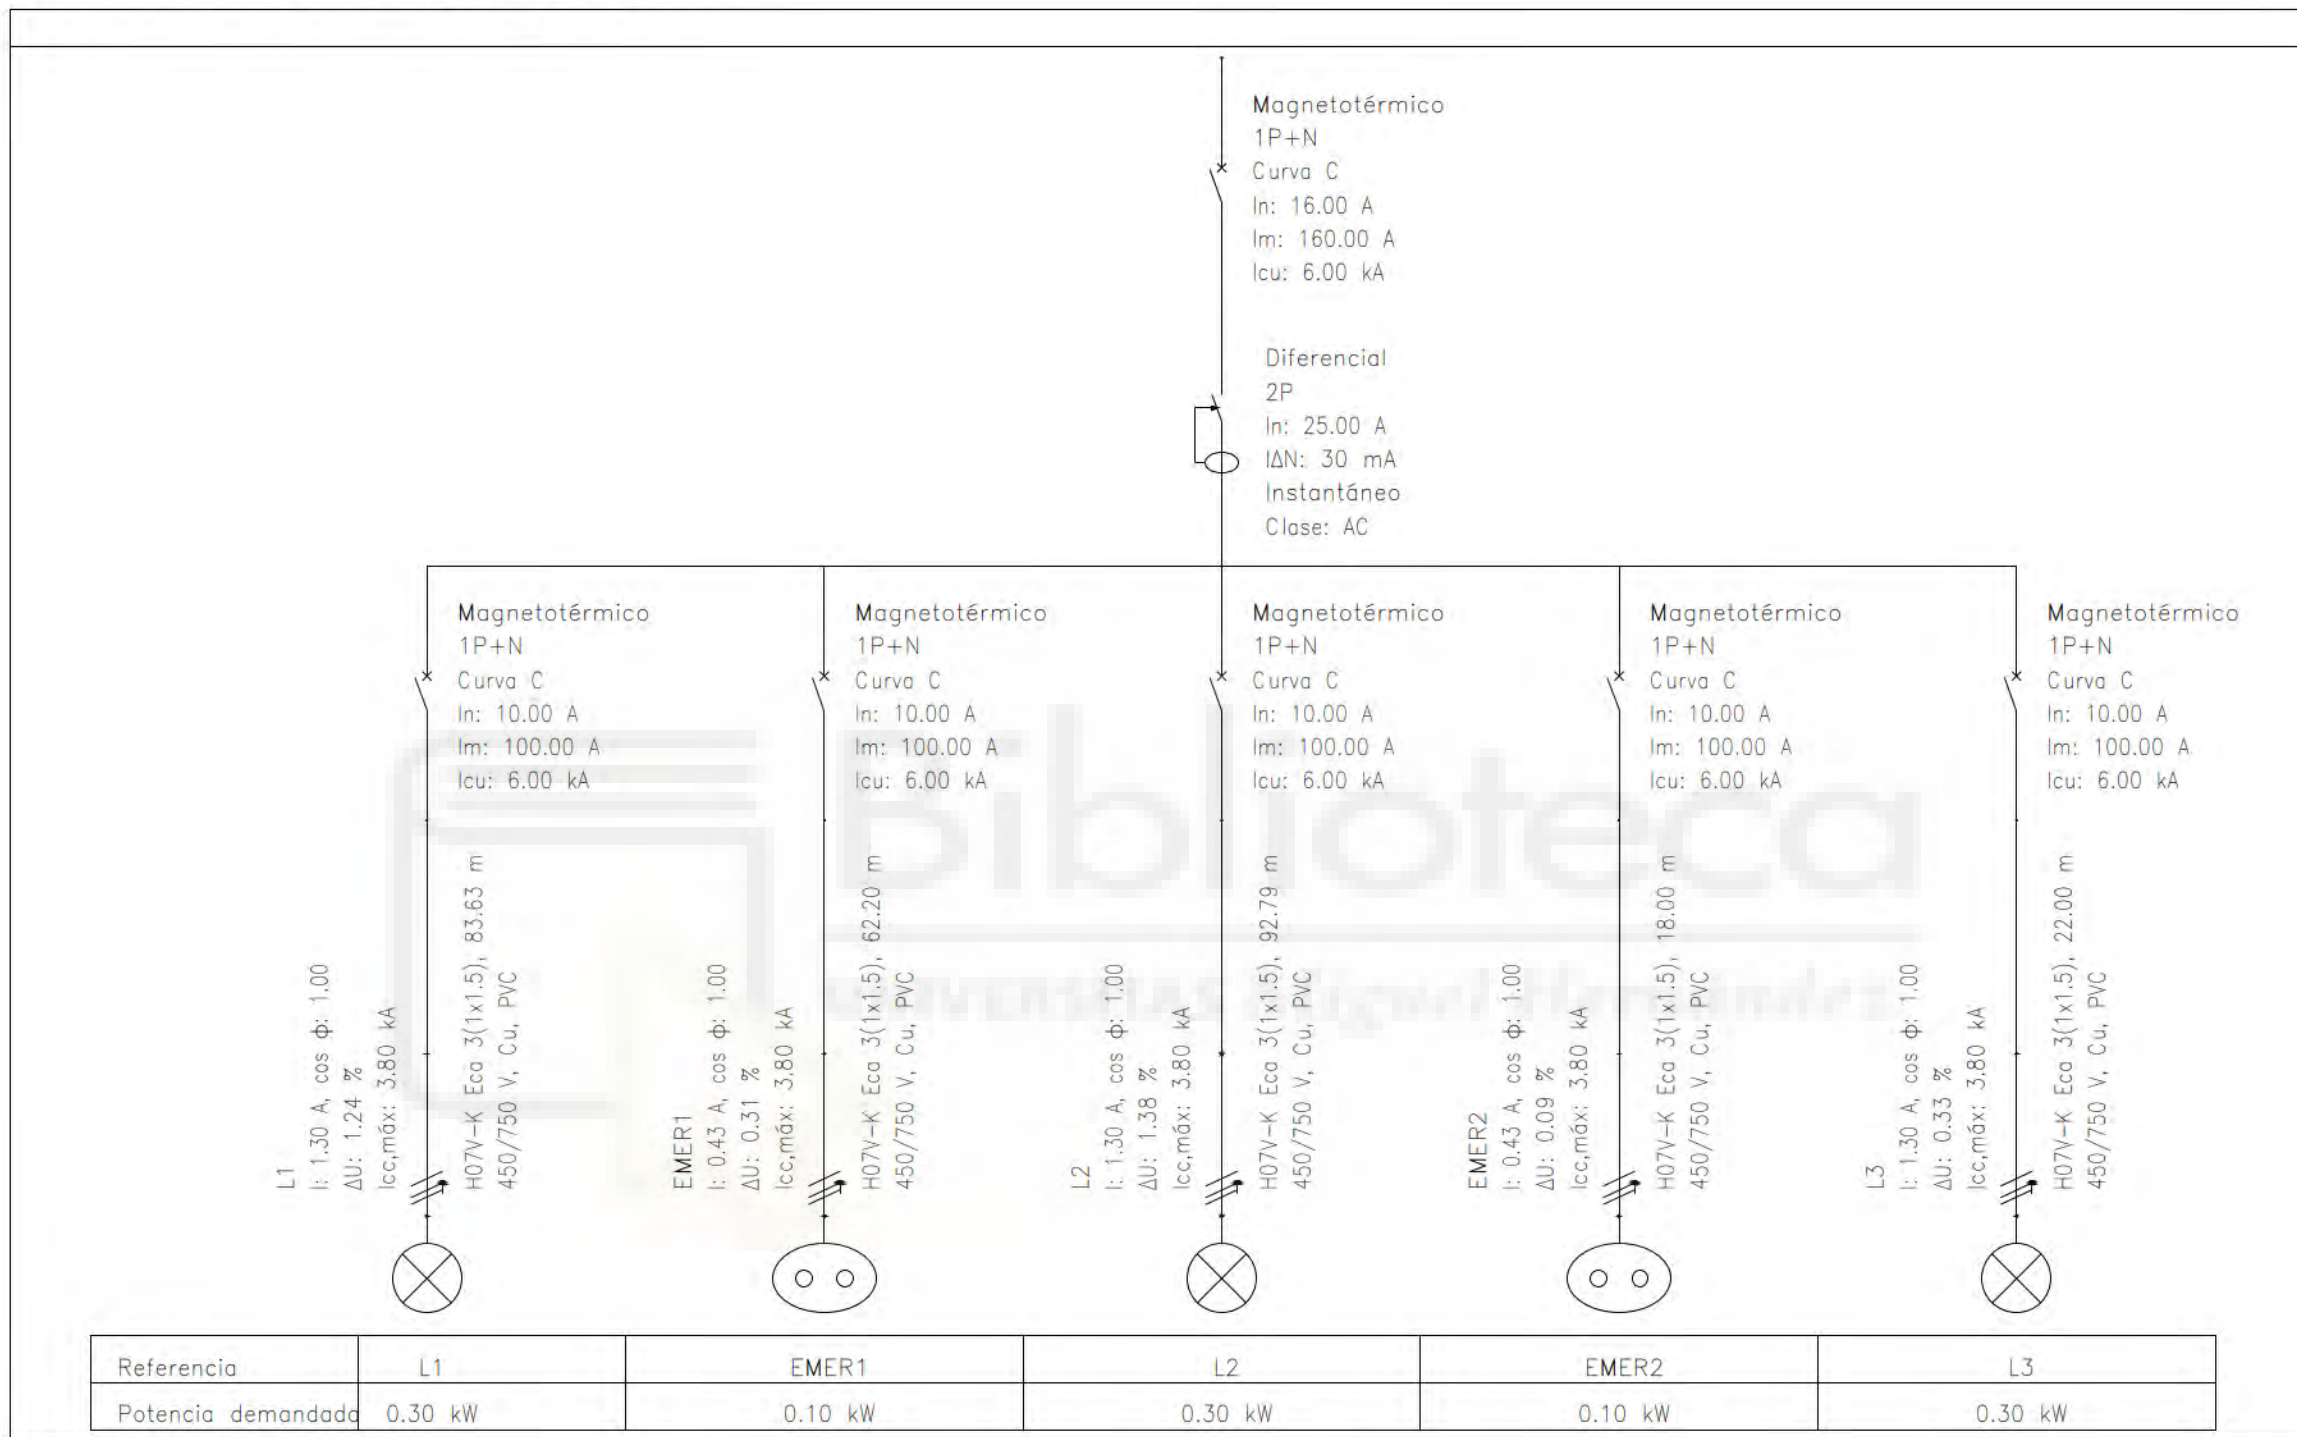 Magnetotérmico
1P+N
Curva C
In: 16.00 A
Im: 160.00 A
Icu: 6.00 kA
Diferencial
2P
In: 25.00 A
IΔN: 30 mA
Instantáneo
Clase: AC
Magnetotérmico
1P+N
Curva C
In: 10.00 A
Im: 100.00 A
Icu: 6.00 kA
Magnetotérmico
1P+N
Curva C
In: 10.00 A
Im: 100.00 A
Icu: 6.00 kA
Magnetotérmico
1P+N
Curva C
In: 10.00 A
Im: 100.00 A
Icu: 6.00 kA
Magnetotérmico
1P+N
Curva C
In: 10.00 A
Im: 100.00 A
Icu: 6.00 kA
Magnetotérmico
1P+N
Curva C
In: 10.00 A
Im: 100.00 A
Icu: 6.00 kA
L1
I: 1.30 A, cos φ: 1.00
ΔU: 1.24 %
Icc,máx: 3.80 kA
H07V-K Eca 3(1x1.5), 83.63 m
450/750 V, Cu, PVC
EMER1
I: 0.43 A, cos φ: 1.00
ΔU: 0.31 %
Icc,máx: 3.80 kA
H07V-K Eca 3(1x1.5), 62.20 m
450/750 V, Cu, PVC
L2
I: 1.30 A, cos φ: 1.00
ΔU: 1.38 %
Icc,máx: 3.80 kA
H07V-K Eca 3(1x1.5), 92.79 m
450/750 V, Cu, PVC
EMER2
I: 0.43 A, cos φ: 1.00
ΔU: 0.09 %
Icc,máx: 3.80 kA
H07V-K Eca 3(1x1.5), 18.00 m
450/750 V, Cu, PVC
L3
I: 1.30 A, cos φ: 1.00
ΔU: 0.33 %
Icc,máx: 3.80 kA
H07V-K Eca 3(1x1.5), 22.00 m
450/750 V, Cu, PVC
Biblioteca
UNIVERSITAS Miguel Hernández
Referencia L1 EMER1 L2 EMER2 L3
Potencia demandada 0.30 kW 0.10 kW 0.30 kW 0.10 kW 0.30 kW